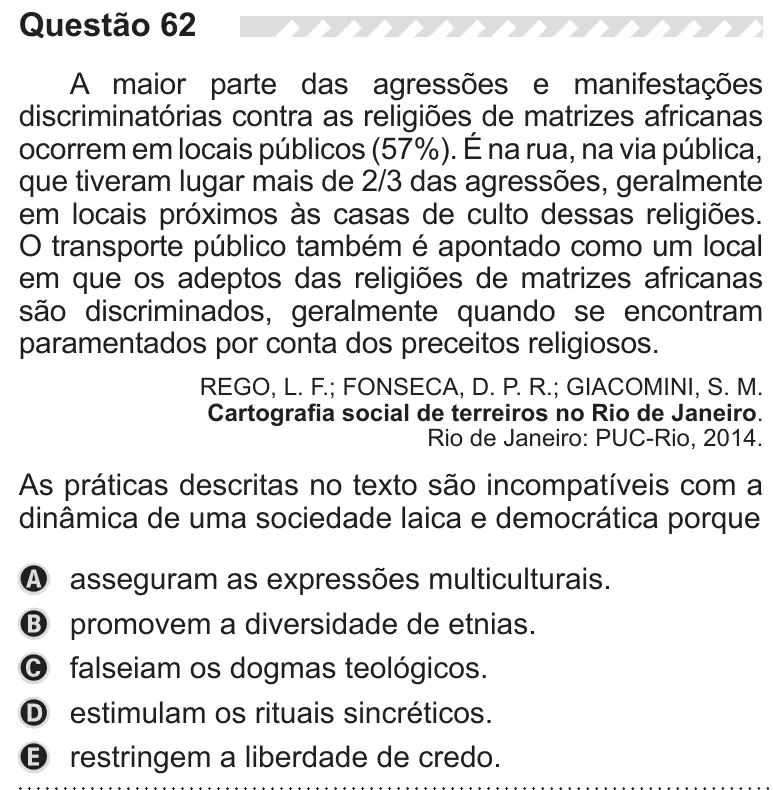 Questão 62
A maior parte das agressões e manifestações
discriminatórias contra as religiões de matrizes africanas
ocorrem em locais públicos (57%). É na rua, na via pública,
que tiveram lugar mais de 2/3 das agressões, geralmente
em locais próximos às casas de culto dessas religiões.
O transporte público também é apontado como um local
em que os adeptos das religiões de matrizes africanas
são discriminados, geralmente quando se encontram
paramentados por conta dos preceitos religiosos.
REGO, L. F.; FONSECA, D. P. R.; GIACOMINI, S. M.
Cartografia social de terreiros no Rio de Janeiro.
Rio de Janeiro: PUC-Rio, 2014.
As práticas descritas no texto são incompatíveis com a
dinâmica de uma sociedade laica e democrática porque
A asseguram as expressões multiculturais.
B promovem a diversidade de etnias.
C falseiam os dogmas teológicos.
D estimulam os rituais sincréticos.
E restringem a liberdade de credo.